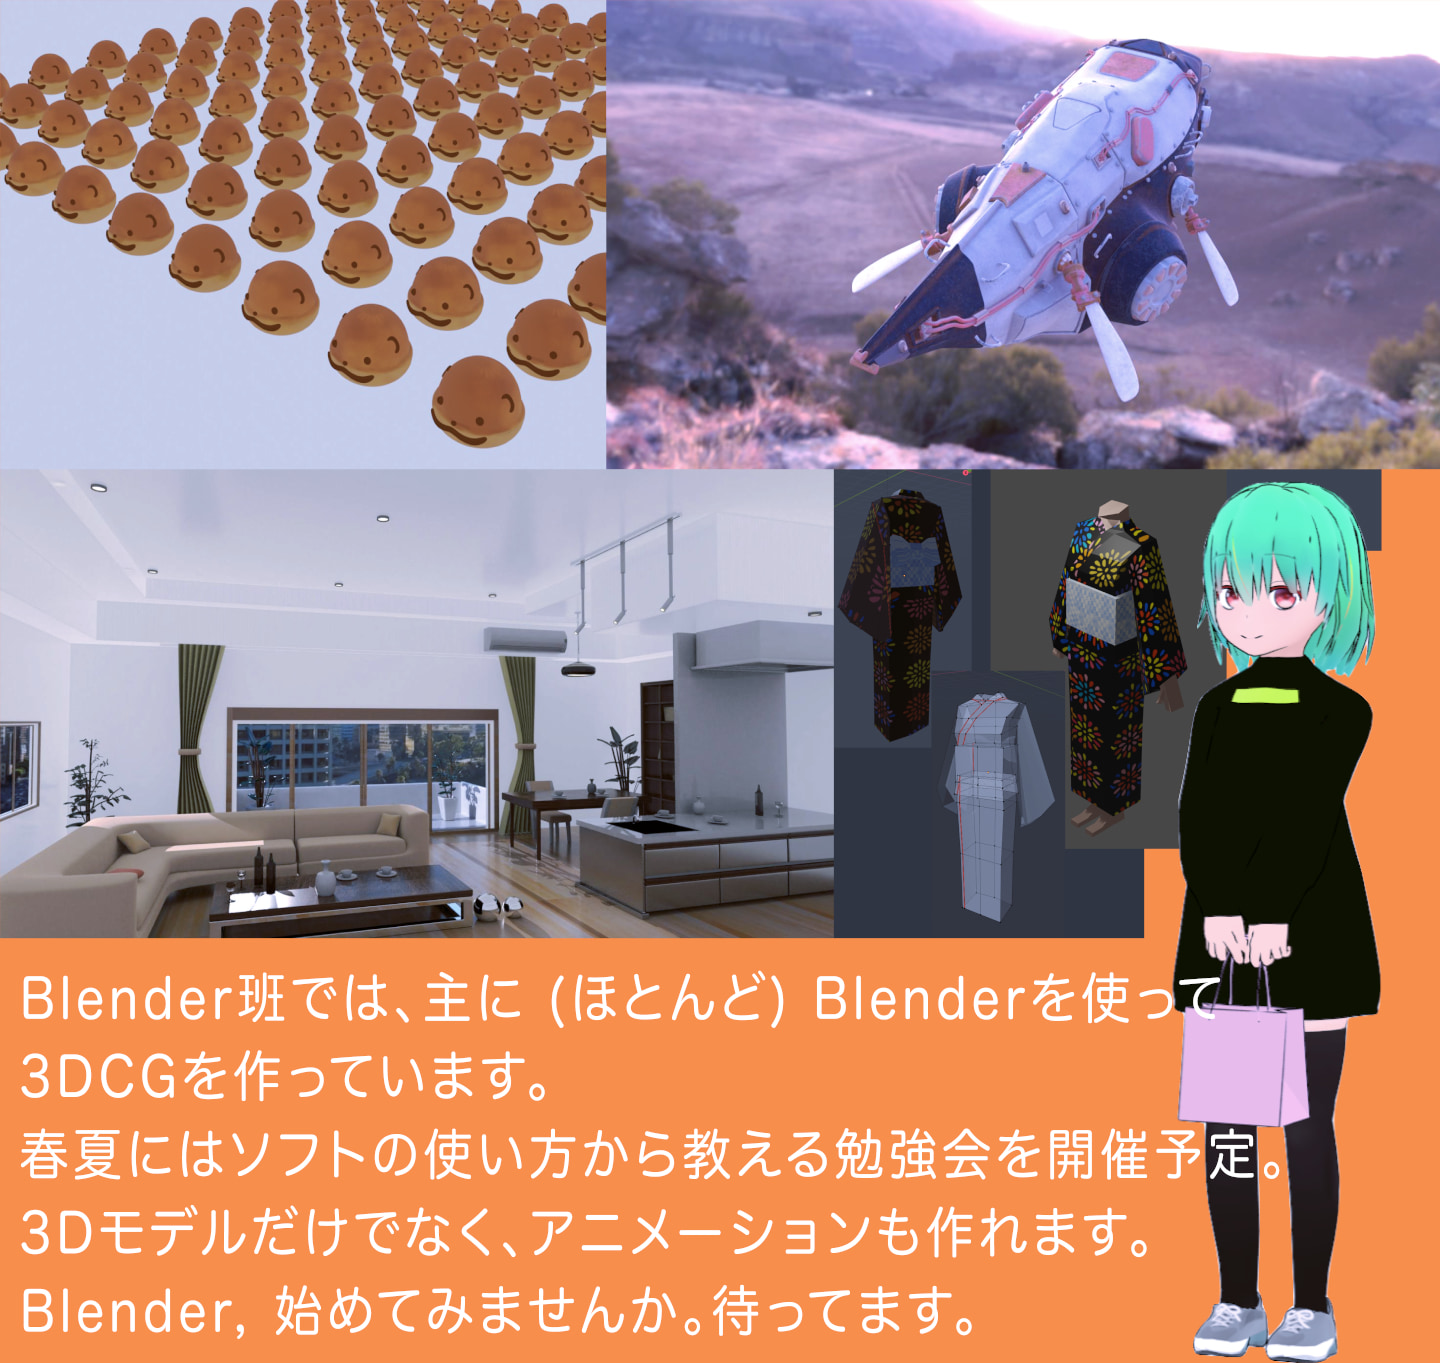 Blender班では、主に (ほとんど) Blenderを使って
3DCGを作っています。
春夏にはソフトの使い方から教える勉強会を開催予定。
3Dモデルだけでなく、アニメーションも作れます。
Blender, 始めてみませんか。待ってます。